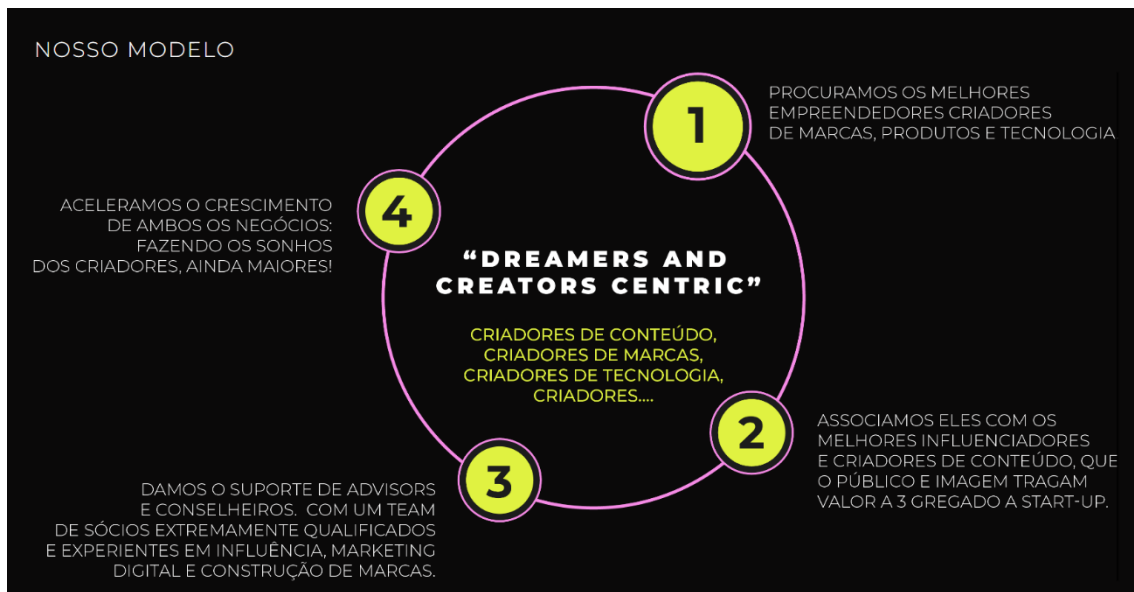 NOSSO MODELO
1
PROCURAMOS OS MELHORES
EMPREENDEDORES CRIADORES
DE MARCAS, PRODUTOS E TECNOLOGIA
2
ASSOCIAMOS ELES COM OS
MELHORES INFLUENCIADORES
E CRIADORES DE CONTEÚDO, QUE
O PÚBLICO E IMAGEM TRAGAM
VALOR A 3 GREGADO A START-UP.
3
DAMOS O SUPORTE DE ADVISORS
E CONSELHEIROS. COM UM TEAM
DE SÓCIOS EXTREMAMENTE QUALIFICADOS
E EXPERIENTES EM INFLUÊNCIA, MARKETING
DIGITAL E CONSTRUÇÃO DE MARCAS.
4
ACELERAMOS O CRESCIMENTO
DE AMBOS OS NEGÓCIOS:
FAZENDO OS SONHOS
DOS CRIADORES, AINDA MAIORES!
“DREAMERS AND
CREATORS CENTRIC”
CRIADORES DE CONTEÚDO,
CRIADORES DE MARCAS,
CRIADORES DE TECNOLOGIA,
CRIADORES....